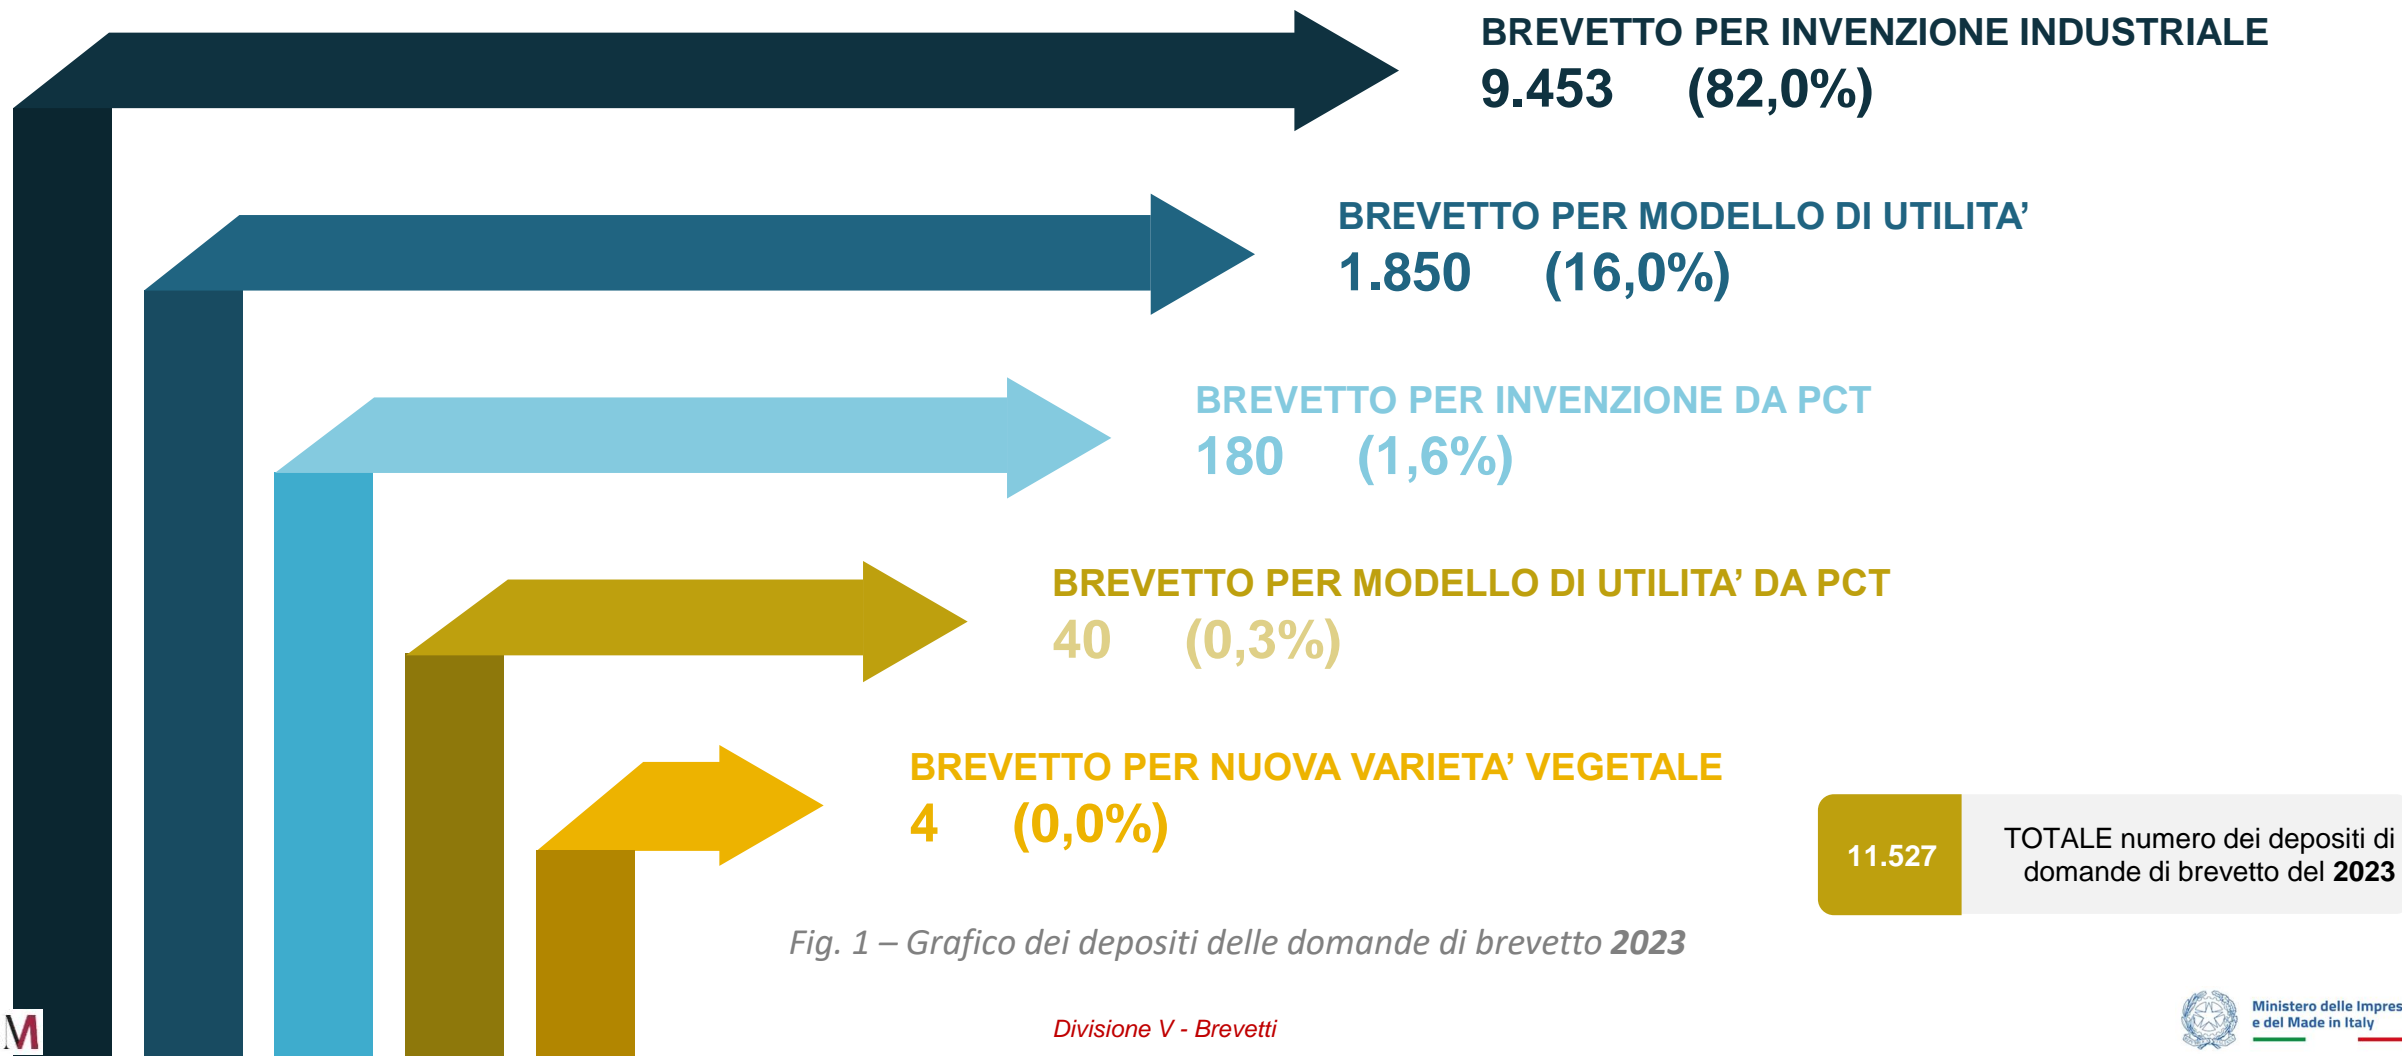 BREVETTO PER INVENZIONE INDUSTRIALE
9.453 (82,0%)
BREVETTO PER MODELLO DI UTILITA’
1.850 (16,0%)
BREVETTO PER INVENZIONE DA PCT
180 (1,6%)
BREVETTO PER MODELLO DI UTILITA’ DA PCT
40 (0,3%)
BREVETTO PER NUOVA VARIETA’ VEGETALE
4 (0,0%)
11.527
TOTALE numero dei depositi di
domande di brevetto del 2023
Fig. 1 – Grafico dei depositi delle domande di brevetto 2023
Divisione V - Brevetti
M
Ministero delle Impres
e del Made in Italy